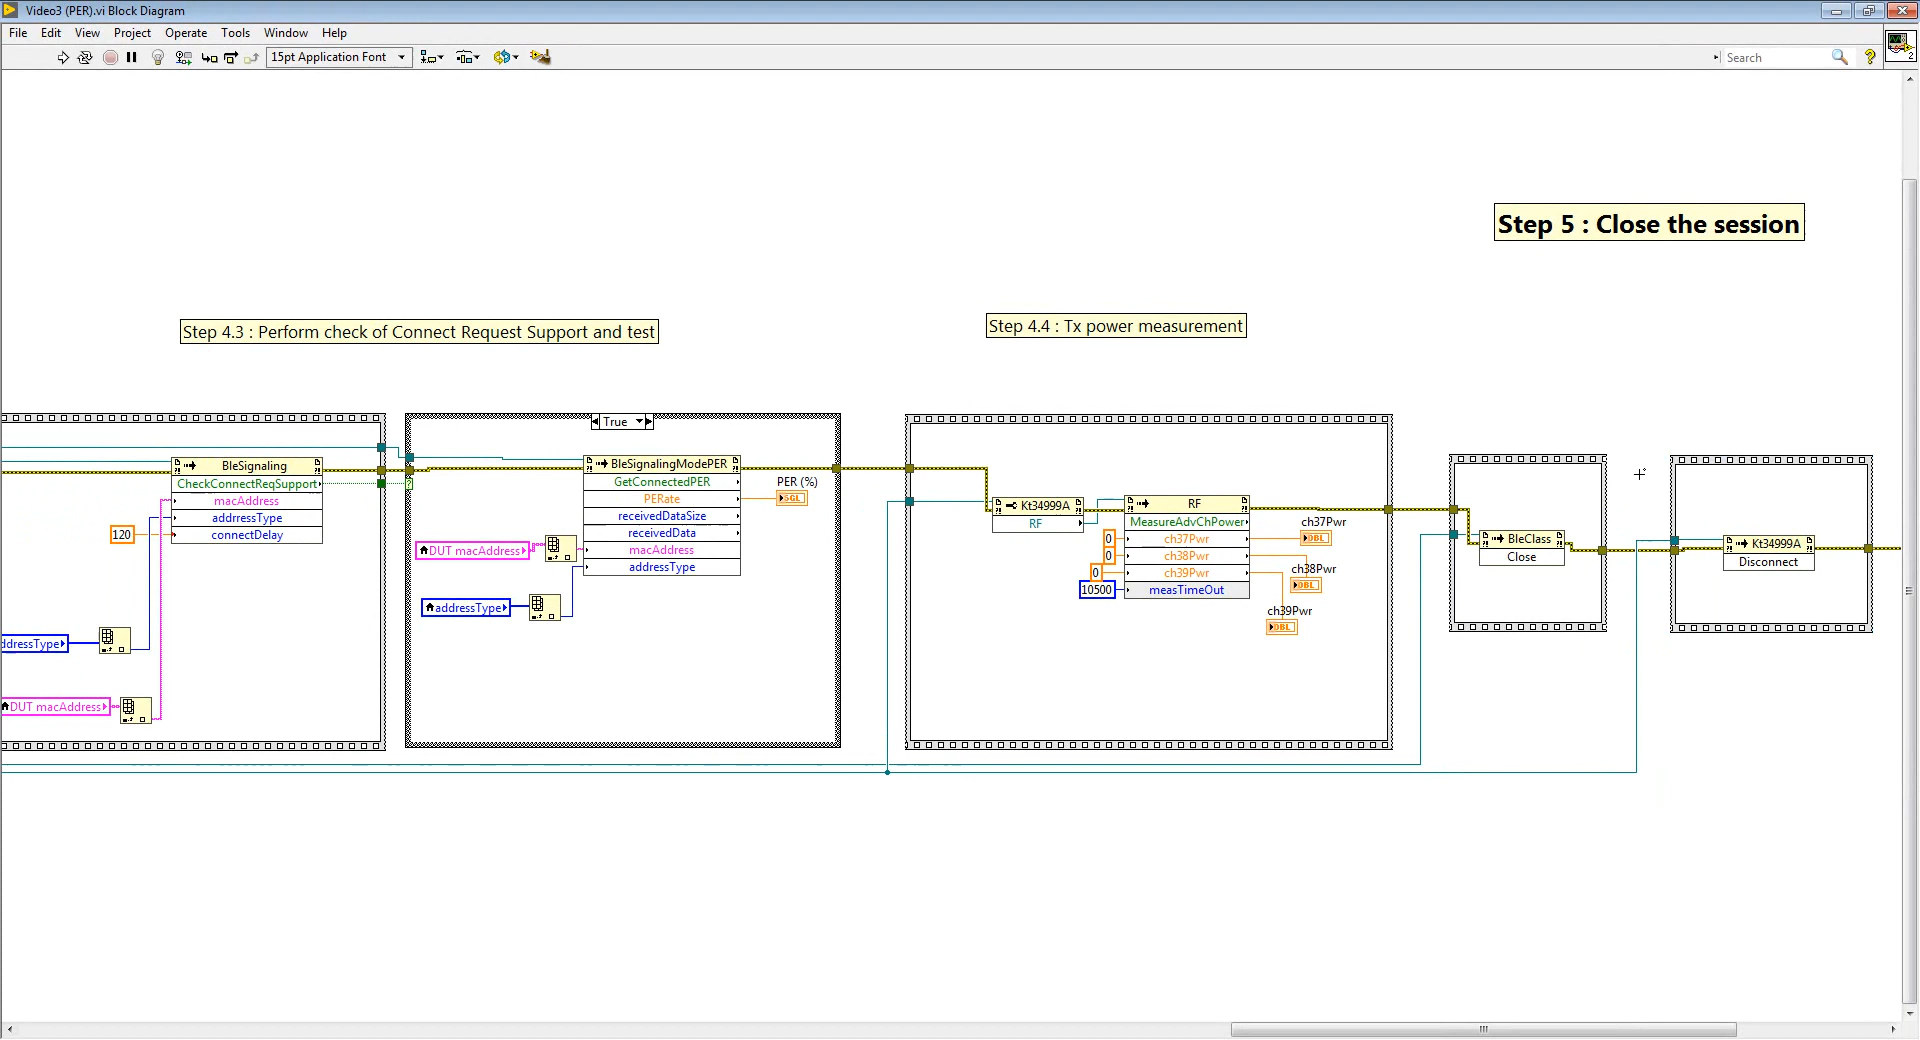 Video3 (PER).vi Block Diagram
File Edit View Project Operate Tools Window Help
15pt Application Font
Search
2
Step 5 : Close the session
Step 4.3 : Perform check of Connect Request Support and test
Step 4.4 : Tx power measurement
True
BleSignaling
CheckConnectReqSupport
macAddress
addrressType
connectDelay
120
ddressType
DUT macAddress
BleSignalingModePER
GetConnectedPER
PERate
receivedDataSize
receivedData
macAddress
addressType
PER (%)
SGL
DUT macAddress
addressType
Kt34999A
RF
RF
MeasureAdvChPower
ch37Pwr
ch38Pwr
ch39Pwr
measTimeOut
0
0
0
10500
ch37Pwr
DBL
ch38Pwr
DBL
ch39Pwr
DBL
BleClass
Close
Kt34999A
Disconnect